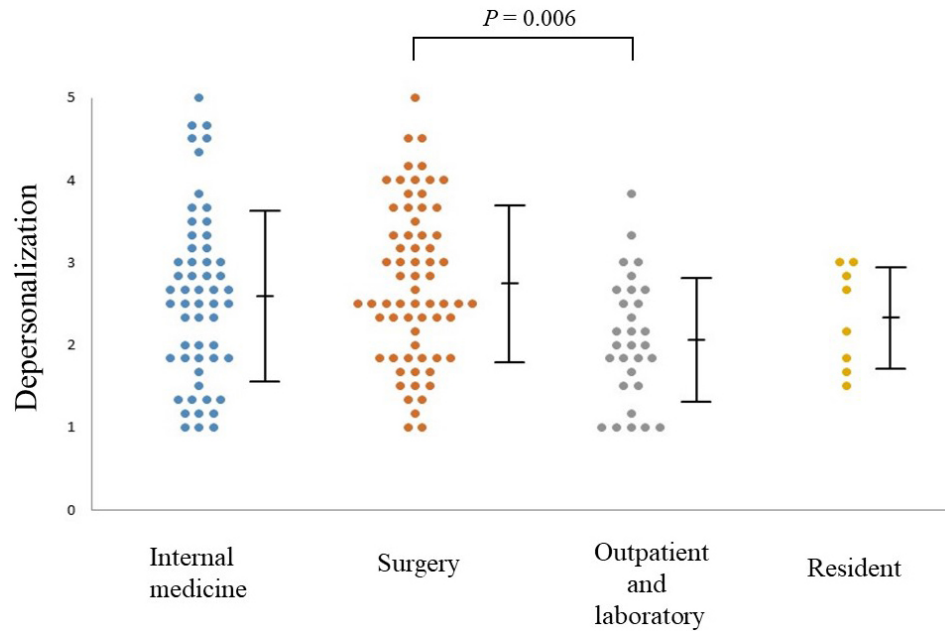 P = 0.006
Depersonalization
5
4
3
2
1
0
Internal
medicine
Surgery
Outpatient
and
laboratory
Resident